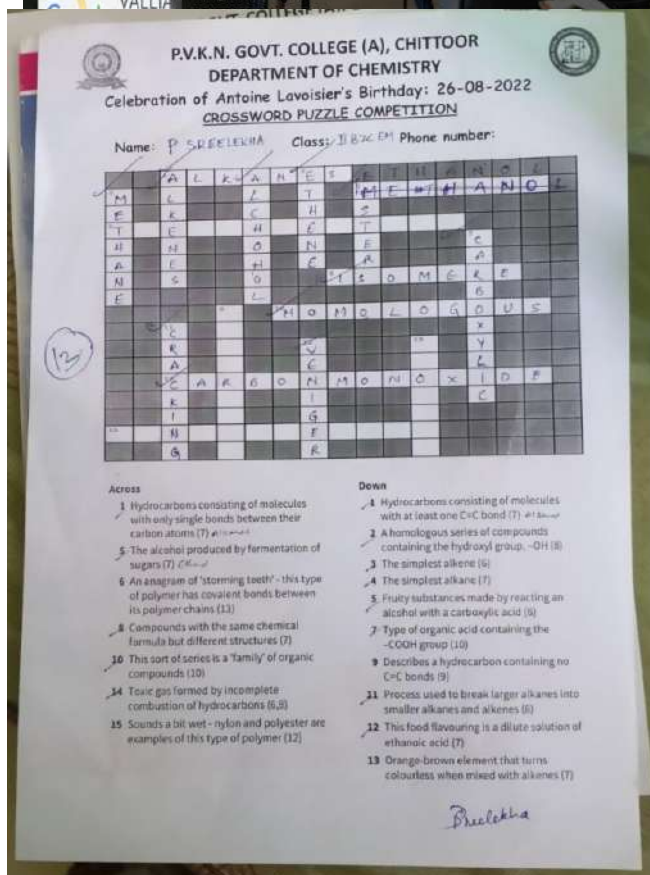 VALLIA
P.V.K.N. GOVT. COLLEGE (A), CHITTOOR
DEPARTMENT OF CHEMISTRY
Celebration of Antoine Lavoisier's Birthday: 26-08-2022
CROSSWORD PUZZLE COMPETITION
Name: P SREELEKHA Class: II BZC EM Phone number:
ALKANES ETHANOL
METHANOL
ISOMERE
HOMOLOGOUS
CARBONMONOXIDE
13
Across
1 Hydrocarbons consisting of molecules
with only single bonds between their
carbon atoms (7)
5 The alcohol produced by fermentation of
sugars (7)
6 An anagram of 'storming teeth' - this type
of polymer has covalent bonds between
its polymer chains (13)
8 Compounds with the same chemical
formula but different structures (7)
10 This sort of series is a 'family' of organic
compounds (10)
14 Toxic gas formed by incomplete
combustion of hydrocarbons (6,8)
15 Sounds a bit wet - nylon and polyester are
examples of this type of polymer (12)
Down
1 Hydrocarbons consisting of molecules
with at least one C=C bond (7)
2 A homologous series of compounds
containing the hydroxyl group, -OH (8)
3 The simplest alkene (6)
4 The simplest alkane (7)
5 Fruity substances made by reacting an
alcohol with a carboxylic acid (6)
7 Type of organic acid containing the
-COOH group (10)
9 Describes a hydrocarbon containing no
C=C bonds (9)
11 Process used to break larger alkanes into
smaller alkanes and alkenes (8)
12 This food flavouring is a dilute solution of
ethanoic acid (7)
13 Orange-brown element that turns
colourless when mixed with alkenes (7)
Sreelekha